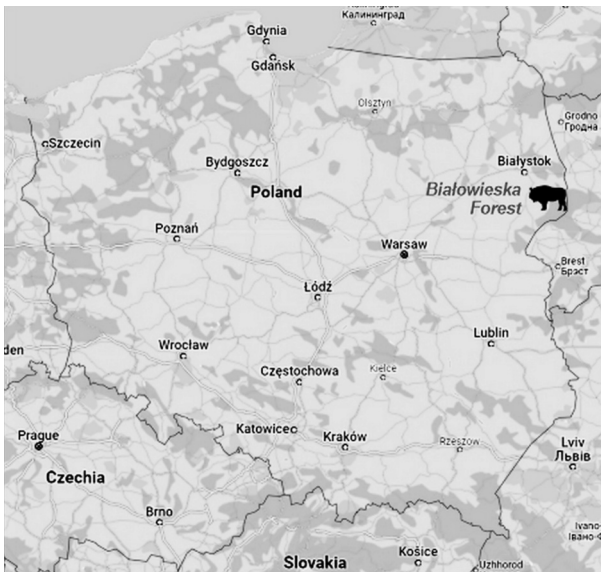 Калининград
Gdynia
Gdańsk
Olsztyn
Grodno
Гродна
Szczecin
Bydgoszcz
Białystok
Poland
Białowieska
Forest
Poznań
Warsaw
Brest
Брэст
Łódź
Lublin
den
Wrocław
Częstochowa
Kielce
Katowice
Kraków
Rzeszow
Prague
Lviv
Львів
Czechia
Brno
Ivano-
Івано-Ф
Slovakia
Košice
Uzhhorod